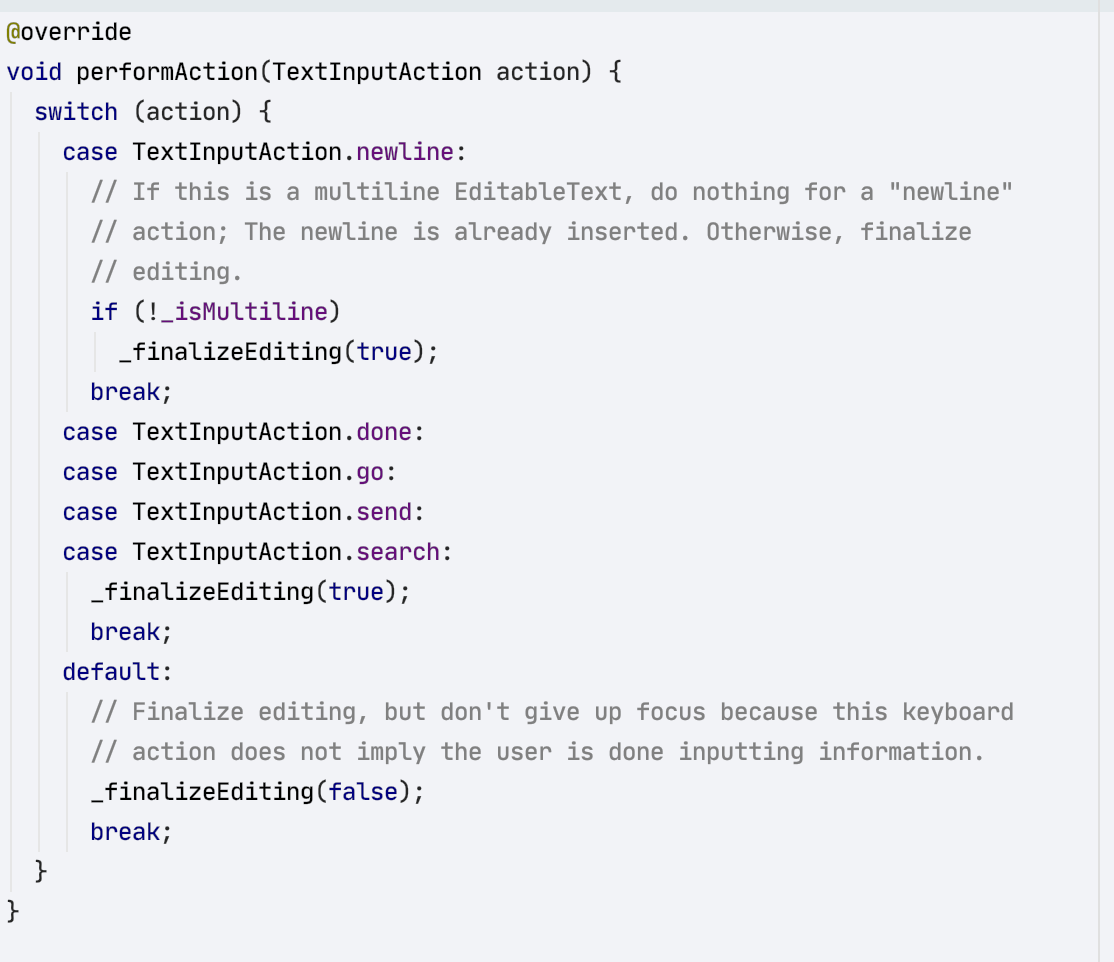 @override
void performAction(TextInputAction action) {
  switch (action) {
    case TextInputAction.newline:
      // If this is a multiline EditableText, do nothing for a "newline"
      // action; The newline is already inserted. Otherwise, finalize
      // editing.
      if (!_isMultiline)
        _finalizeEditing(true);
      break;
    case TextInputAction.done:
    case TextInputAction.go:
    case TextInputAction.send:
    case TextInputAction.search:
      _finalizeEditing(true);
      break;
    default:
      // Finalize editing, but don't give up focus because this keyboard
      // action does not imply the user is done inputting information.
      _finalizeEditing(false);
      break;
  }
}